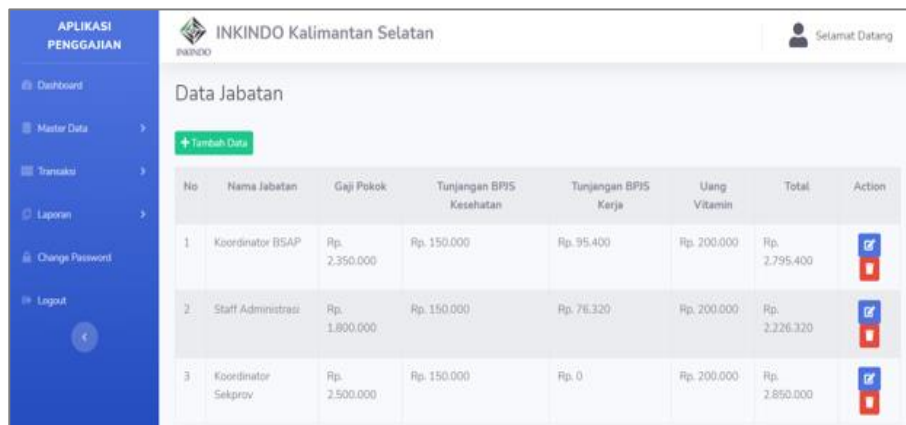 APLIKASI
PENGGAJIAN
Dashboard
Master Data
Transaksi
Laporan
Change Password
Logout
INKINDO
INKINDO Kalimantan Selatan
Selamat Datang
Data Jabatan
+ Tambah Data
No Nama Jabatan Gaji Pokok Tunjangan BPJS Kesehatan Tunjangan BPJS Kerja Uang Vitamin Total Action
1 Koordinator BSAP Rp. 2.350.000 Rp. 150.000 Rp. 95.400 Rp. 200.000 Rp. 2.795.400
2 Staff Administrasi Rp. 1.800.000 Rp. 150.000 Rp. 76.320 Rp. 200.000 Rp. 2.226.320
3 Koordinator Sekprov Rp. 2.500.000 Rp. 150.000 Rp. 0 Rp. 200.000 Rp. 2.850.000